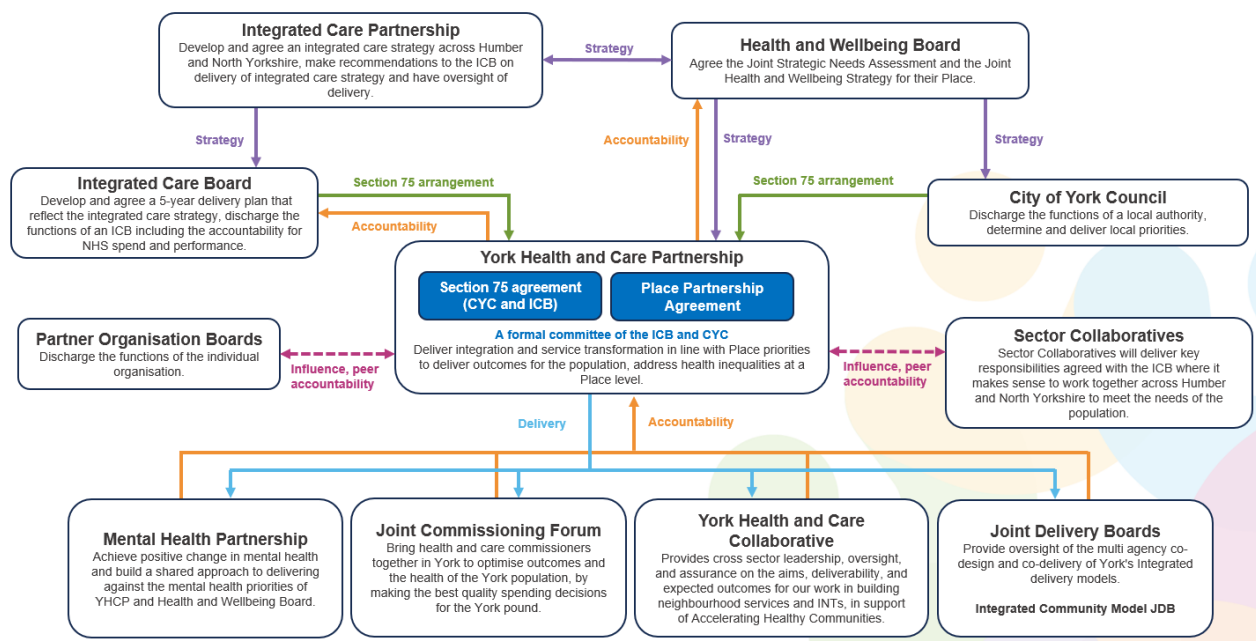 Integrated Care Partnership
Develop and agree an integrated care strategy across Humber
and North Yorkshire, make recommendations to the ICB on
delivery of integrated care strategy and have oversight of
delivery.
Strategy
Health and Wellbeing Board
Agree the Joint Strategic Needs Assessment and the Joint
Health and Wellbeing Strategy for their Place.
Strategy
Accountability
Strategy
Strategy
Integrated Care Board
Develop and agree a 5-year delivery plan that
reflect the integrated care strategy, discharge the
functions of an ICB including the accountability for
NHS spend and performance.
Section 75 arrangement
Accountability
Section 75 arrangement
City of York Council
Discharge the functions of a local authority,
determine and deliver local priorities.
York Health and Care Partnership
Section 75 agreement
(CYC and ICB)
Place Partnership
Agreement
A formal committee of the ICB and CYC
Deliver integration and service transformation in line with Place priorities
to deliver outcomes for the population, address health inequalities at a
Place level.
Partner Organisation Boards
Discharge the functions of the individual
organisation.
Influence, peer
accountability
Influence, peer
accountability
Sector Collaboratives
Sector Collaboratives will deliver key
responsibilities agreed with the ICB where it
makes sense to work together across Humber
and North Yorkshire to meet the needs of the
population.
Delivery
Accountability
Mental Health Partnership
Achieve positive change in mental health
and build a shared approach to delivering
against the mental health priorities of
YHCP and Health and Wellbeing Board.
Joint Commissioning Forum
Bring health and care commissioners
together in York to optimise outcomes and
the health of the York population, by
making the best quality spending decisions
for the York pound.
York Health and Care
Collaborative
Provides cross sector leadership, oversight,
and assurance on the aims, deliverability, and
expected outcomes for our work in building
neighbourhood services and INTs, in support
of Accelerating Healthy Communities.
Joint Delivery Boards
Provide oversight of the multi agency co-
design and co-delivery of York's Integrated
delivery models.
Integrated Community Model JDB